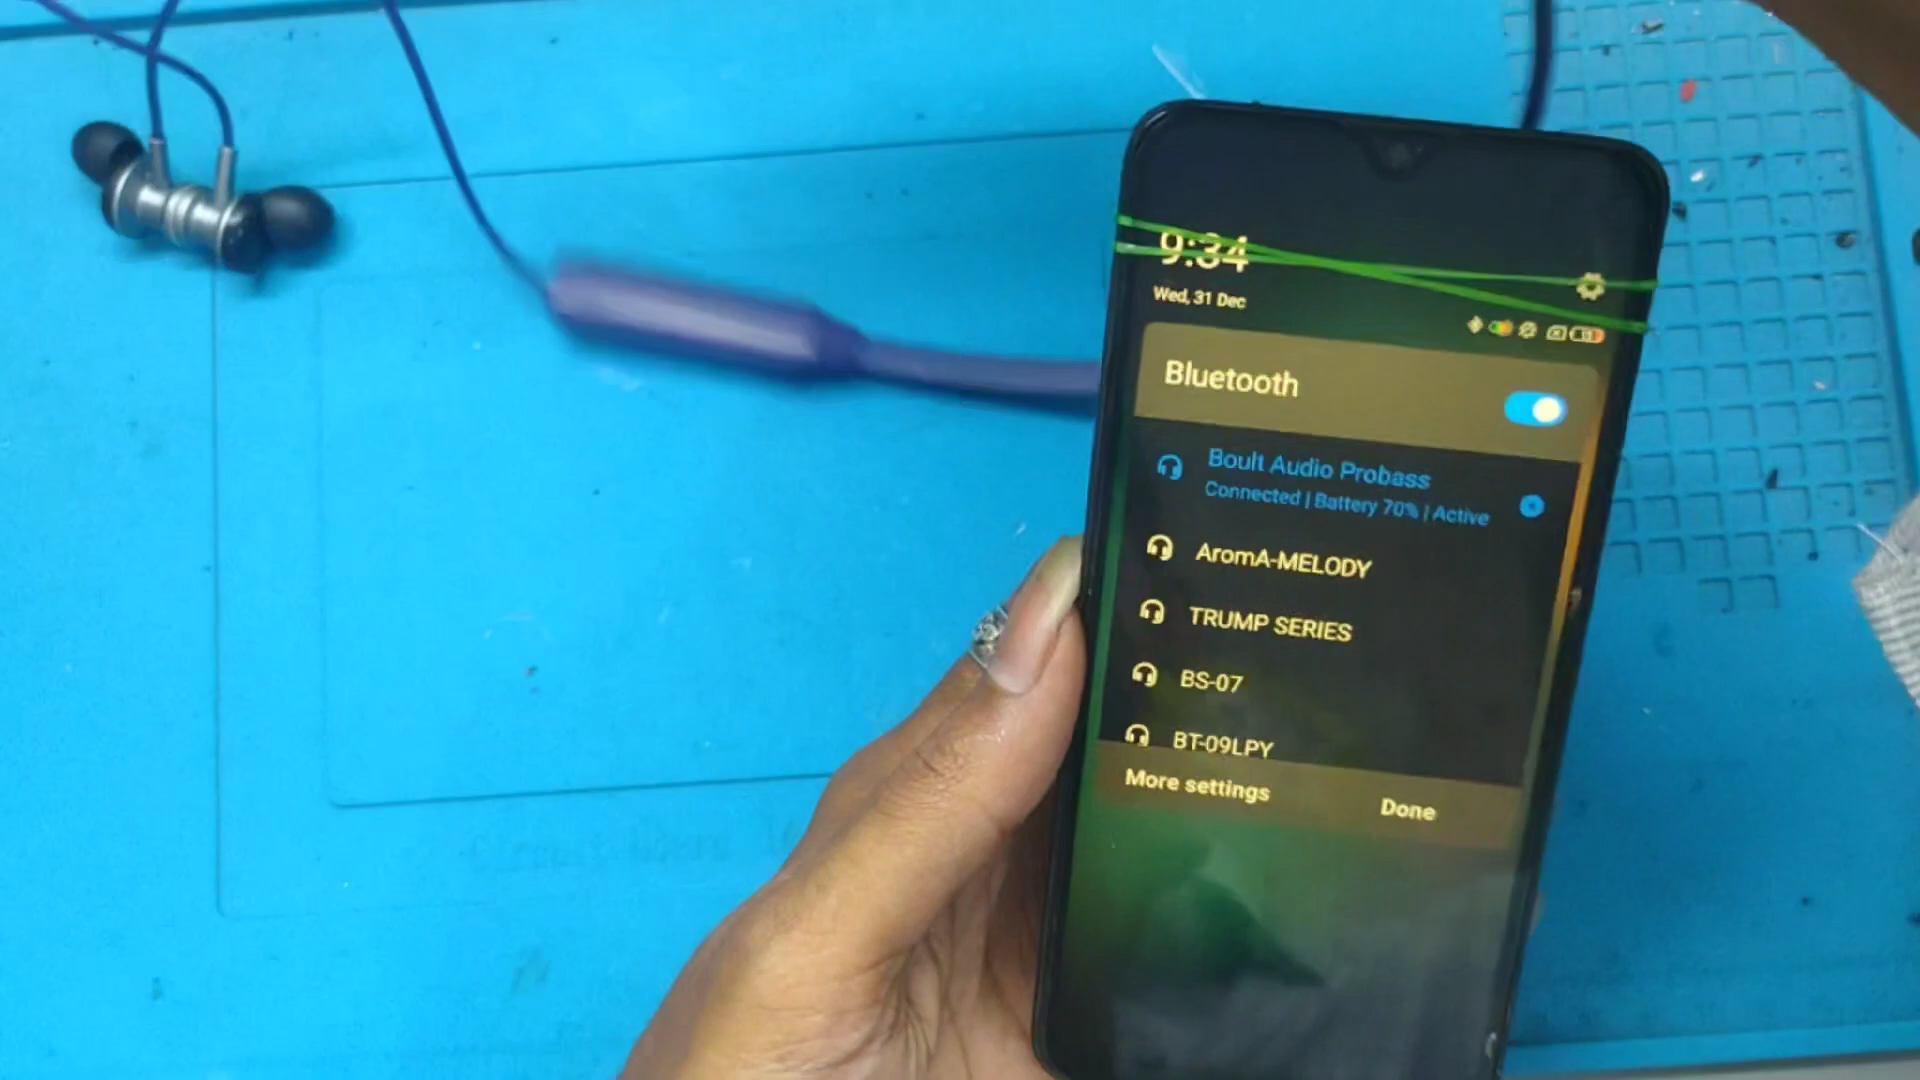 9:34
Wed, 31 Dec
Bluetooth
Boult Audio Probass
Connected | Battery 70% | Active
AromA-MELODY
TRUMP SERIES
BS-07
BT-09LPY
More settings
Done